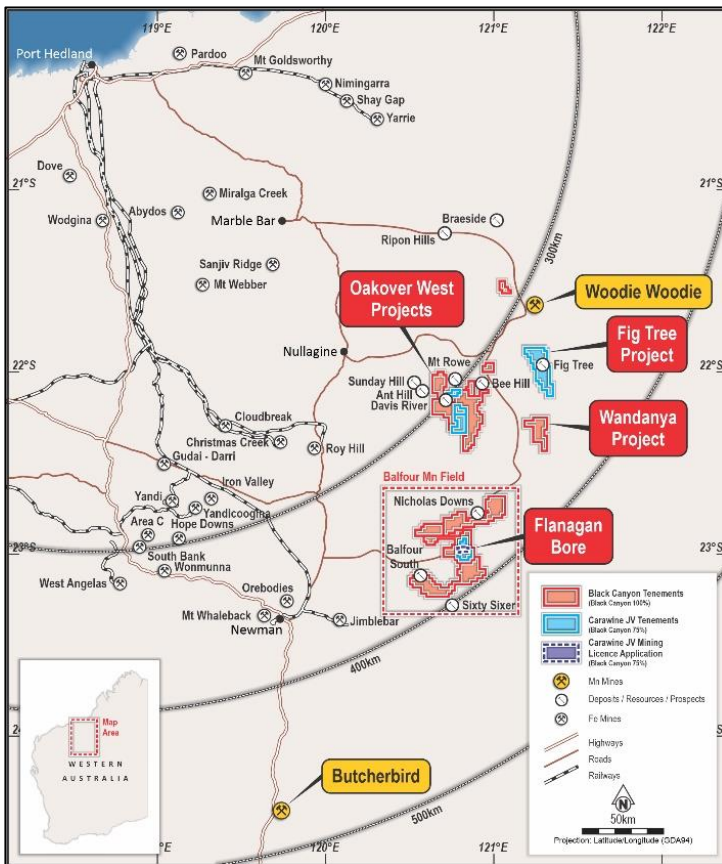 119°E
120°E
121°E
122°E
Port Hedland
Pardoo
Mt Goldsworthy
Nimingarra
Shay Gap
Yarrie
Dove
21°S
21°S
Miralga Creek
Abydos
Wodgina
Marble Bar
Braeside
Ripon Hills
300km
Sanjiv Ridge
Mt Webber
Oakover West
Projects
Woodie Woodie
Fig Tree
Project
Nullagine
22°S
22°S
Mt Rowe
Fig Tree
Sunday Hill
Bee Hill
Ant Hill
Davis River
Wandanya
Project
Cloudbreak
Christmas Creek
Roy Hill
Gudai - Darri
Balfour Mn Field
Iron Valley
Yandi
Yandicoogina
Nicholas Downs
Area C
Hope Downs
Flanagan
Bore
23°S
23°S
South Bank
Balfour
South
West Angelas
Wonmunna
Orebodies
Sixty Sixer
Mt Whaleback
Newman
Jimblebar
400km
Black Canyon Tenements
(Black Canyon 100%)
Carawine JV Tenements
(Black Canyon 75%)
Carawine JV Mining
Licence Application
(Black Canyon 75%)
Mn Mines
Deposits / Resources / Prospects
Fe Mines
Highways
Roads
Railways
N
50km
Projection: Latitude/Longitude (GDA94)
Map
Area
WESTERN
AUSTRALIA
Butcherbird
500km
119°E
120°E
121°E